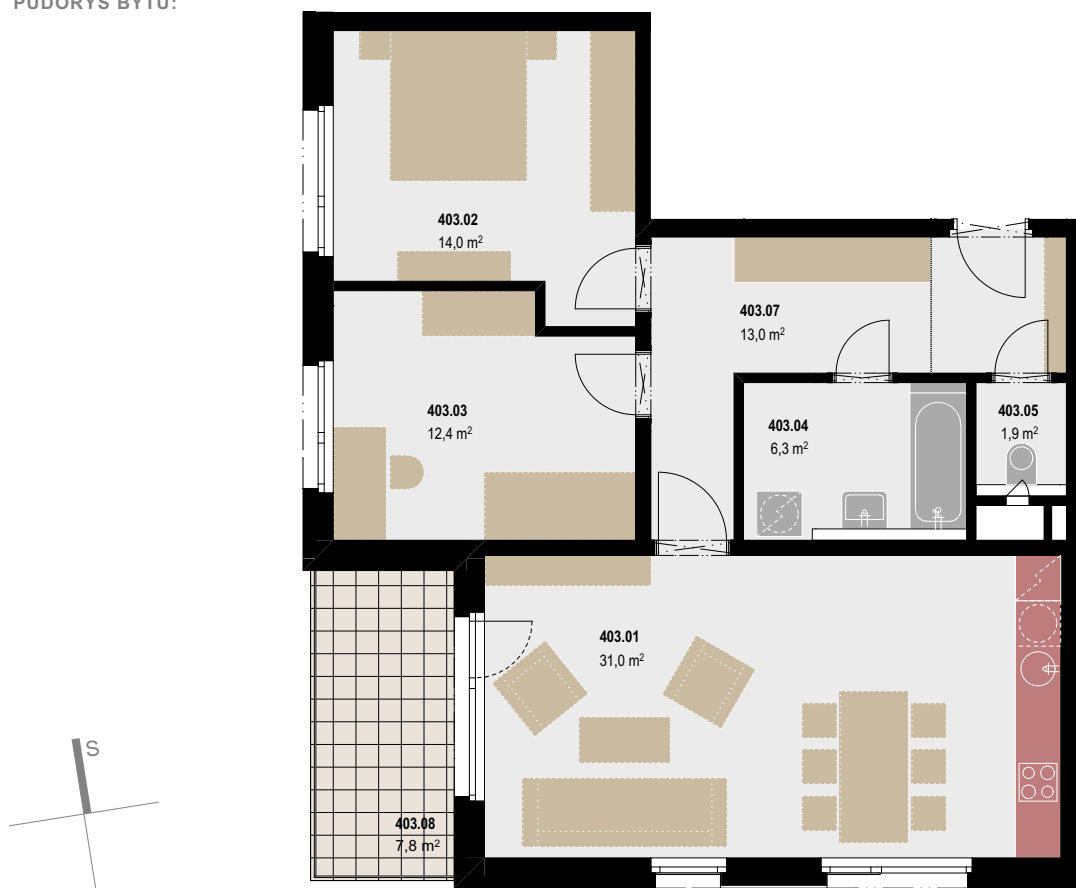 PŮDORYS BYTU:
403.02
14,0 m²
403.07
13,0 m²
403.03
12,4 m²
403.04
6,3 m²
403.05
1,9 m²
403.01
31,0 m²
S
403.08
7,8 m²